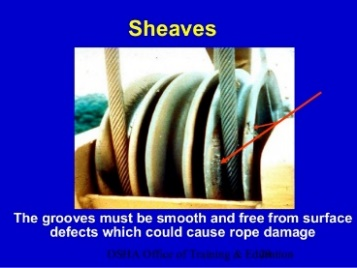 Sheaves
The grooves must be smooth and free from surface
defects which could cause rope damage
OSHA Office of Training & Education